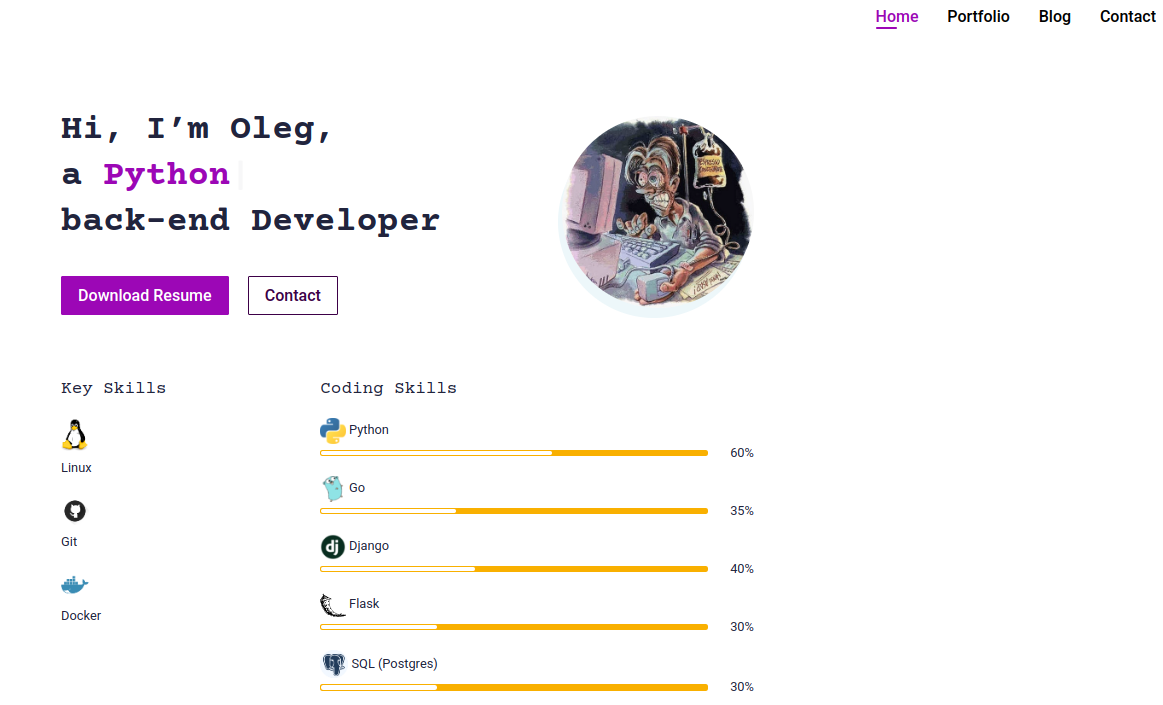 Home Portfolio Blog Contact
Hi, I’m Oleg,
a Python
back-end Developer
Download Resume Contact
Key Skills
Linux
Git
Docker
Coding Skills
Python
60%
Go
35%
dj Django
40%
Flask
30%
SQL (Postgres)
30%